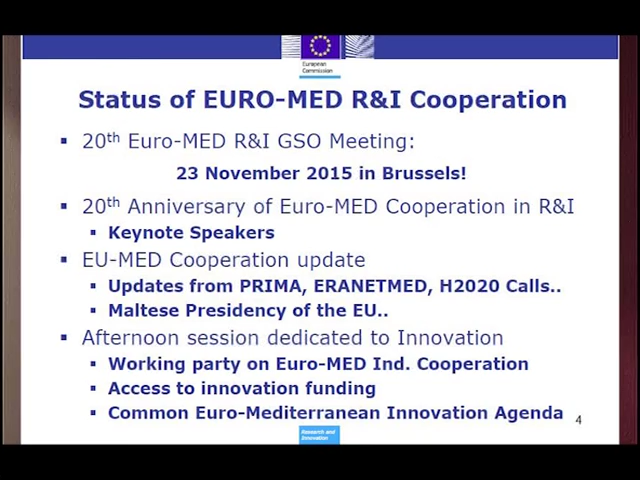 European
Commission
Status of EURO-MED R&I Cooperation
▪ 20th Euro-MED R&I GSO Meeting:
23 November 2015 in Brussels!
▪ 20th Anniversary of Euro-MED Cooperation in R&I
▪ Keynote Speakers
▪ EU-MED Cooperation update
▪ Updates from PRIMA, ERANETMED, H2020 Calls..
▪ Maltese Presidency of the EU..
▪ Afternoon session dedicated to Innovation
▪ Working party on Euro-MED Ind. Cooperation
▪ Access to innovation funding
▪ Common Euro-Mediterranean Innovation Agenda
4
Research and
Innovation